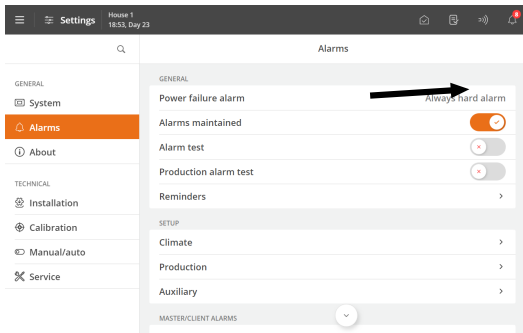 Settings
House 1
18:53, Day 23
8
Alarms
GENERAL
System
Alarms
About
TECHNICAL
Installation
Calibration
Manual/auto
Service
GENERAL
Power failure alarm
Always hard alarm
Alarms maintained
Alarm test
Production alarm test
Reminders
SETUP
Climate
Production
Auxiliary
MASTER/CLIENT ALARMS